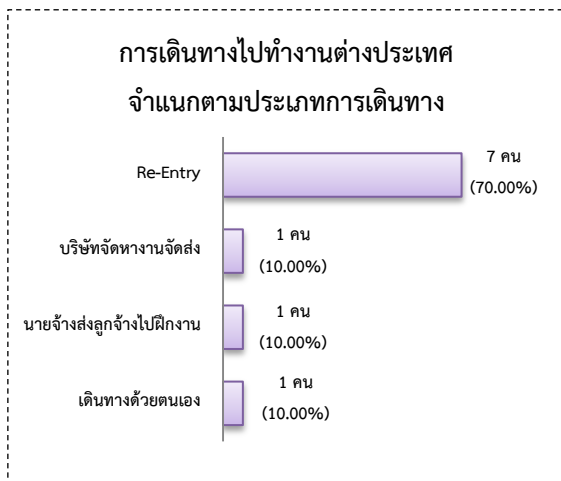 การเดินทางไปทำงานต่างประเทศ
จำแนกตามประเภทการเดินทาง
Re-Entry
7 คน
(70.00%)
บริษัทจัดหางานจัดส่ง
1 คน
(10.00%)
นายจ้างส่งลูกจ้างไปฝึกงาน
1 คน
(10.00%)
เดินทางด้วยตนเอง
1 คน
(10.00%)